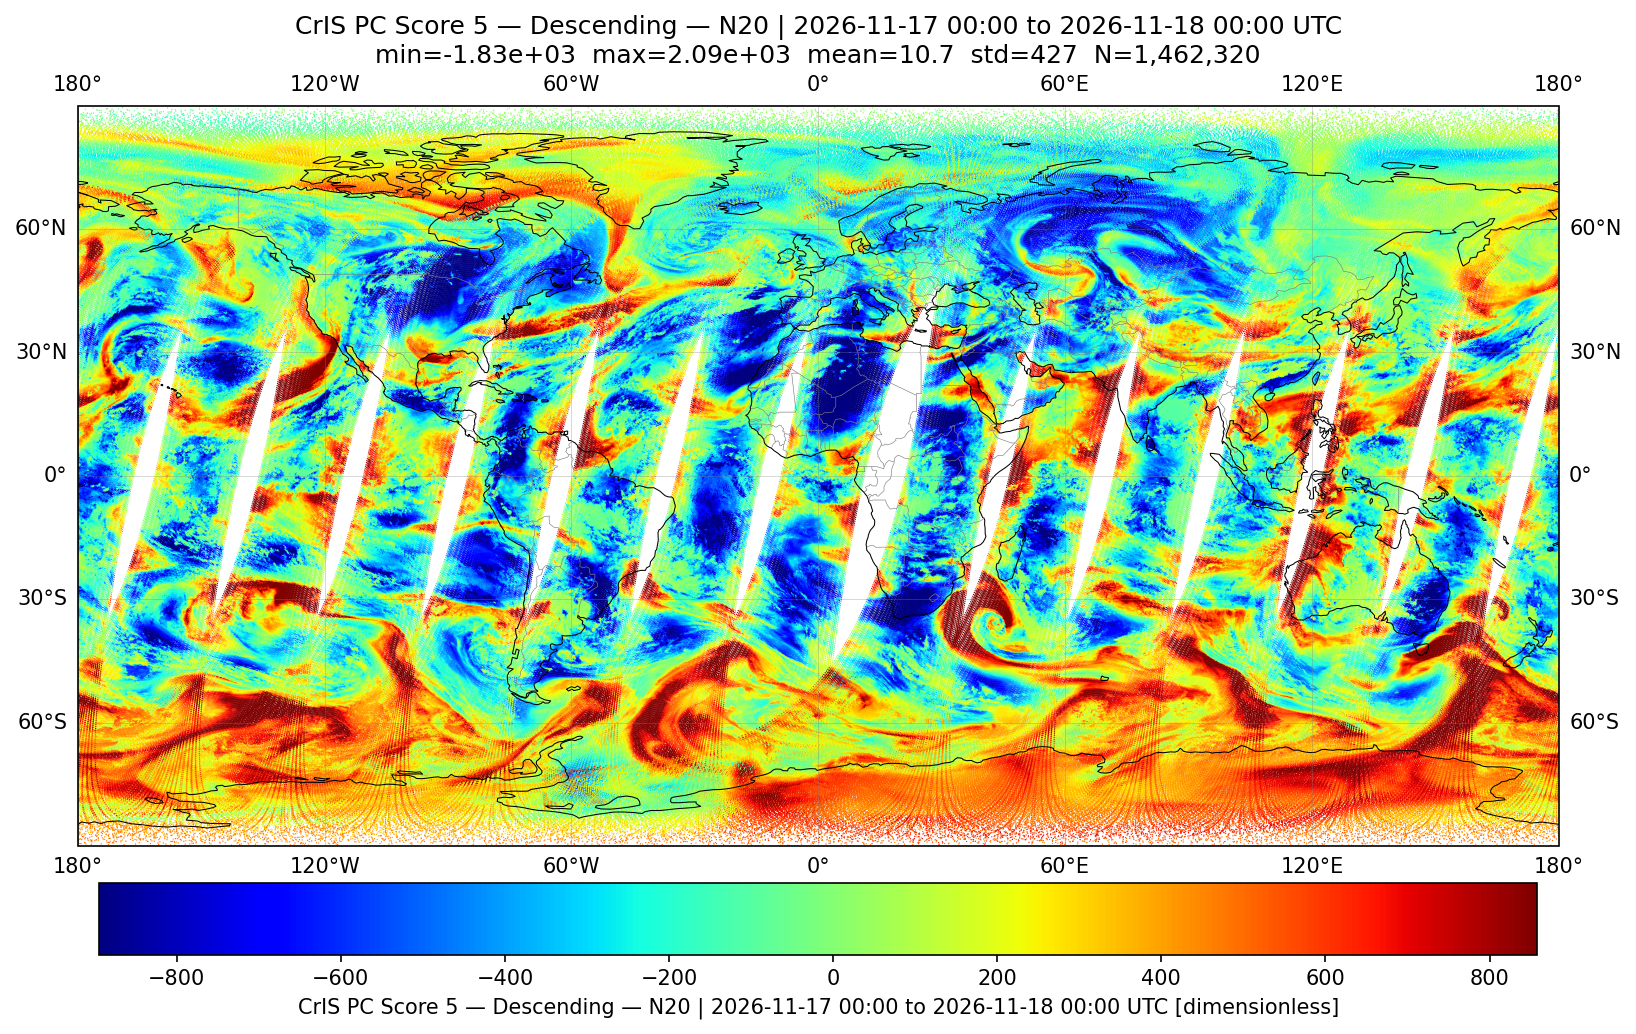 CrIS PC Score 5 — Descending — N20 | 2026-11-17 00:00 to 2026-11-18 00:00 UTC
min=-1.83e+03 max=2.09e+03 mean=10.7 std=427 N=1,462,320
180° 120°W 60°W 0° 60°E 120°E 180°
60°N 60°N
30°N 30°N
0° 0°
30°S 30°S
60°S 60°S
180° 120°W 60°W 0° 60°E 120°E 180°
−800 −600 −400 −200 0 200 400 600 800
CrIS PC Score 5 — Descending — N20 | 2026-11-17 00:00 to 2026-11-18 00:00 UTC [dimensionless]